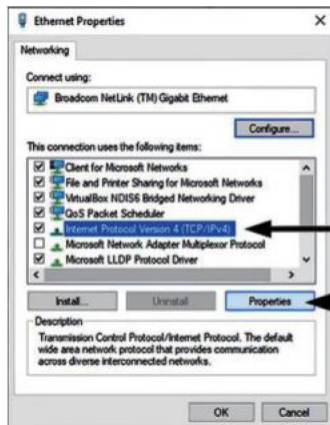 Ethernet Properties
Networking
Connect using:
Broadcom NetLink (TM) Gigabit Ethernet
Configure...
This connection uses the following items:
Client for Microsoft Networks
File and Printer Sharing for Microsoft Networks
VirtualBox NDIS6 Bridged Networking Driver
QoS Packet Scheduler
Internet Protocol Version 4 (TCP/IPv4)
Microsoft Network Adapter Multiplexor Protocol
Microsoft LLDP Protocol Driver
Install... Uninstall Properties
Description
Transmission Control Protocol/Internet Protocol. The default
wide area network protocol that provides communication
across diverse interconnected networks.
OK Cancel